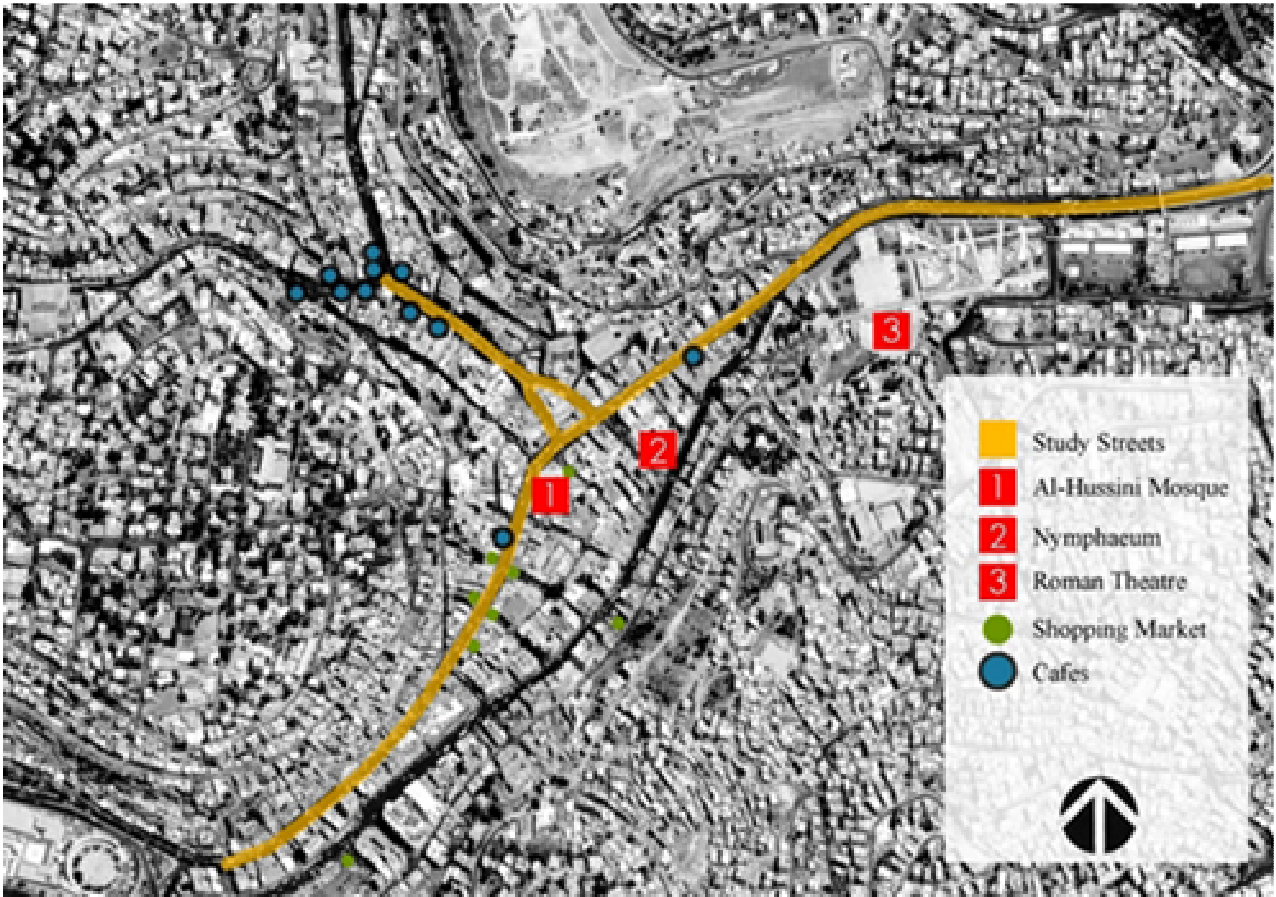 3
2
1
Study Streets
1 Al-Hussini Mosque
2 Nymphaeum
3 Roman Theatre
Shopping Market
Cafes